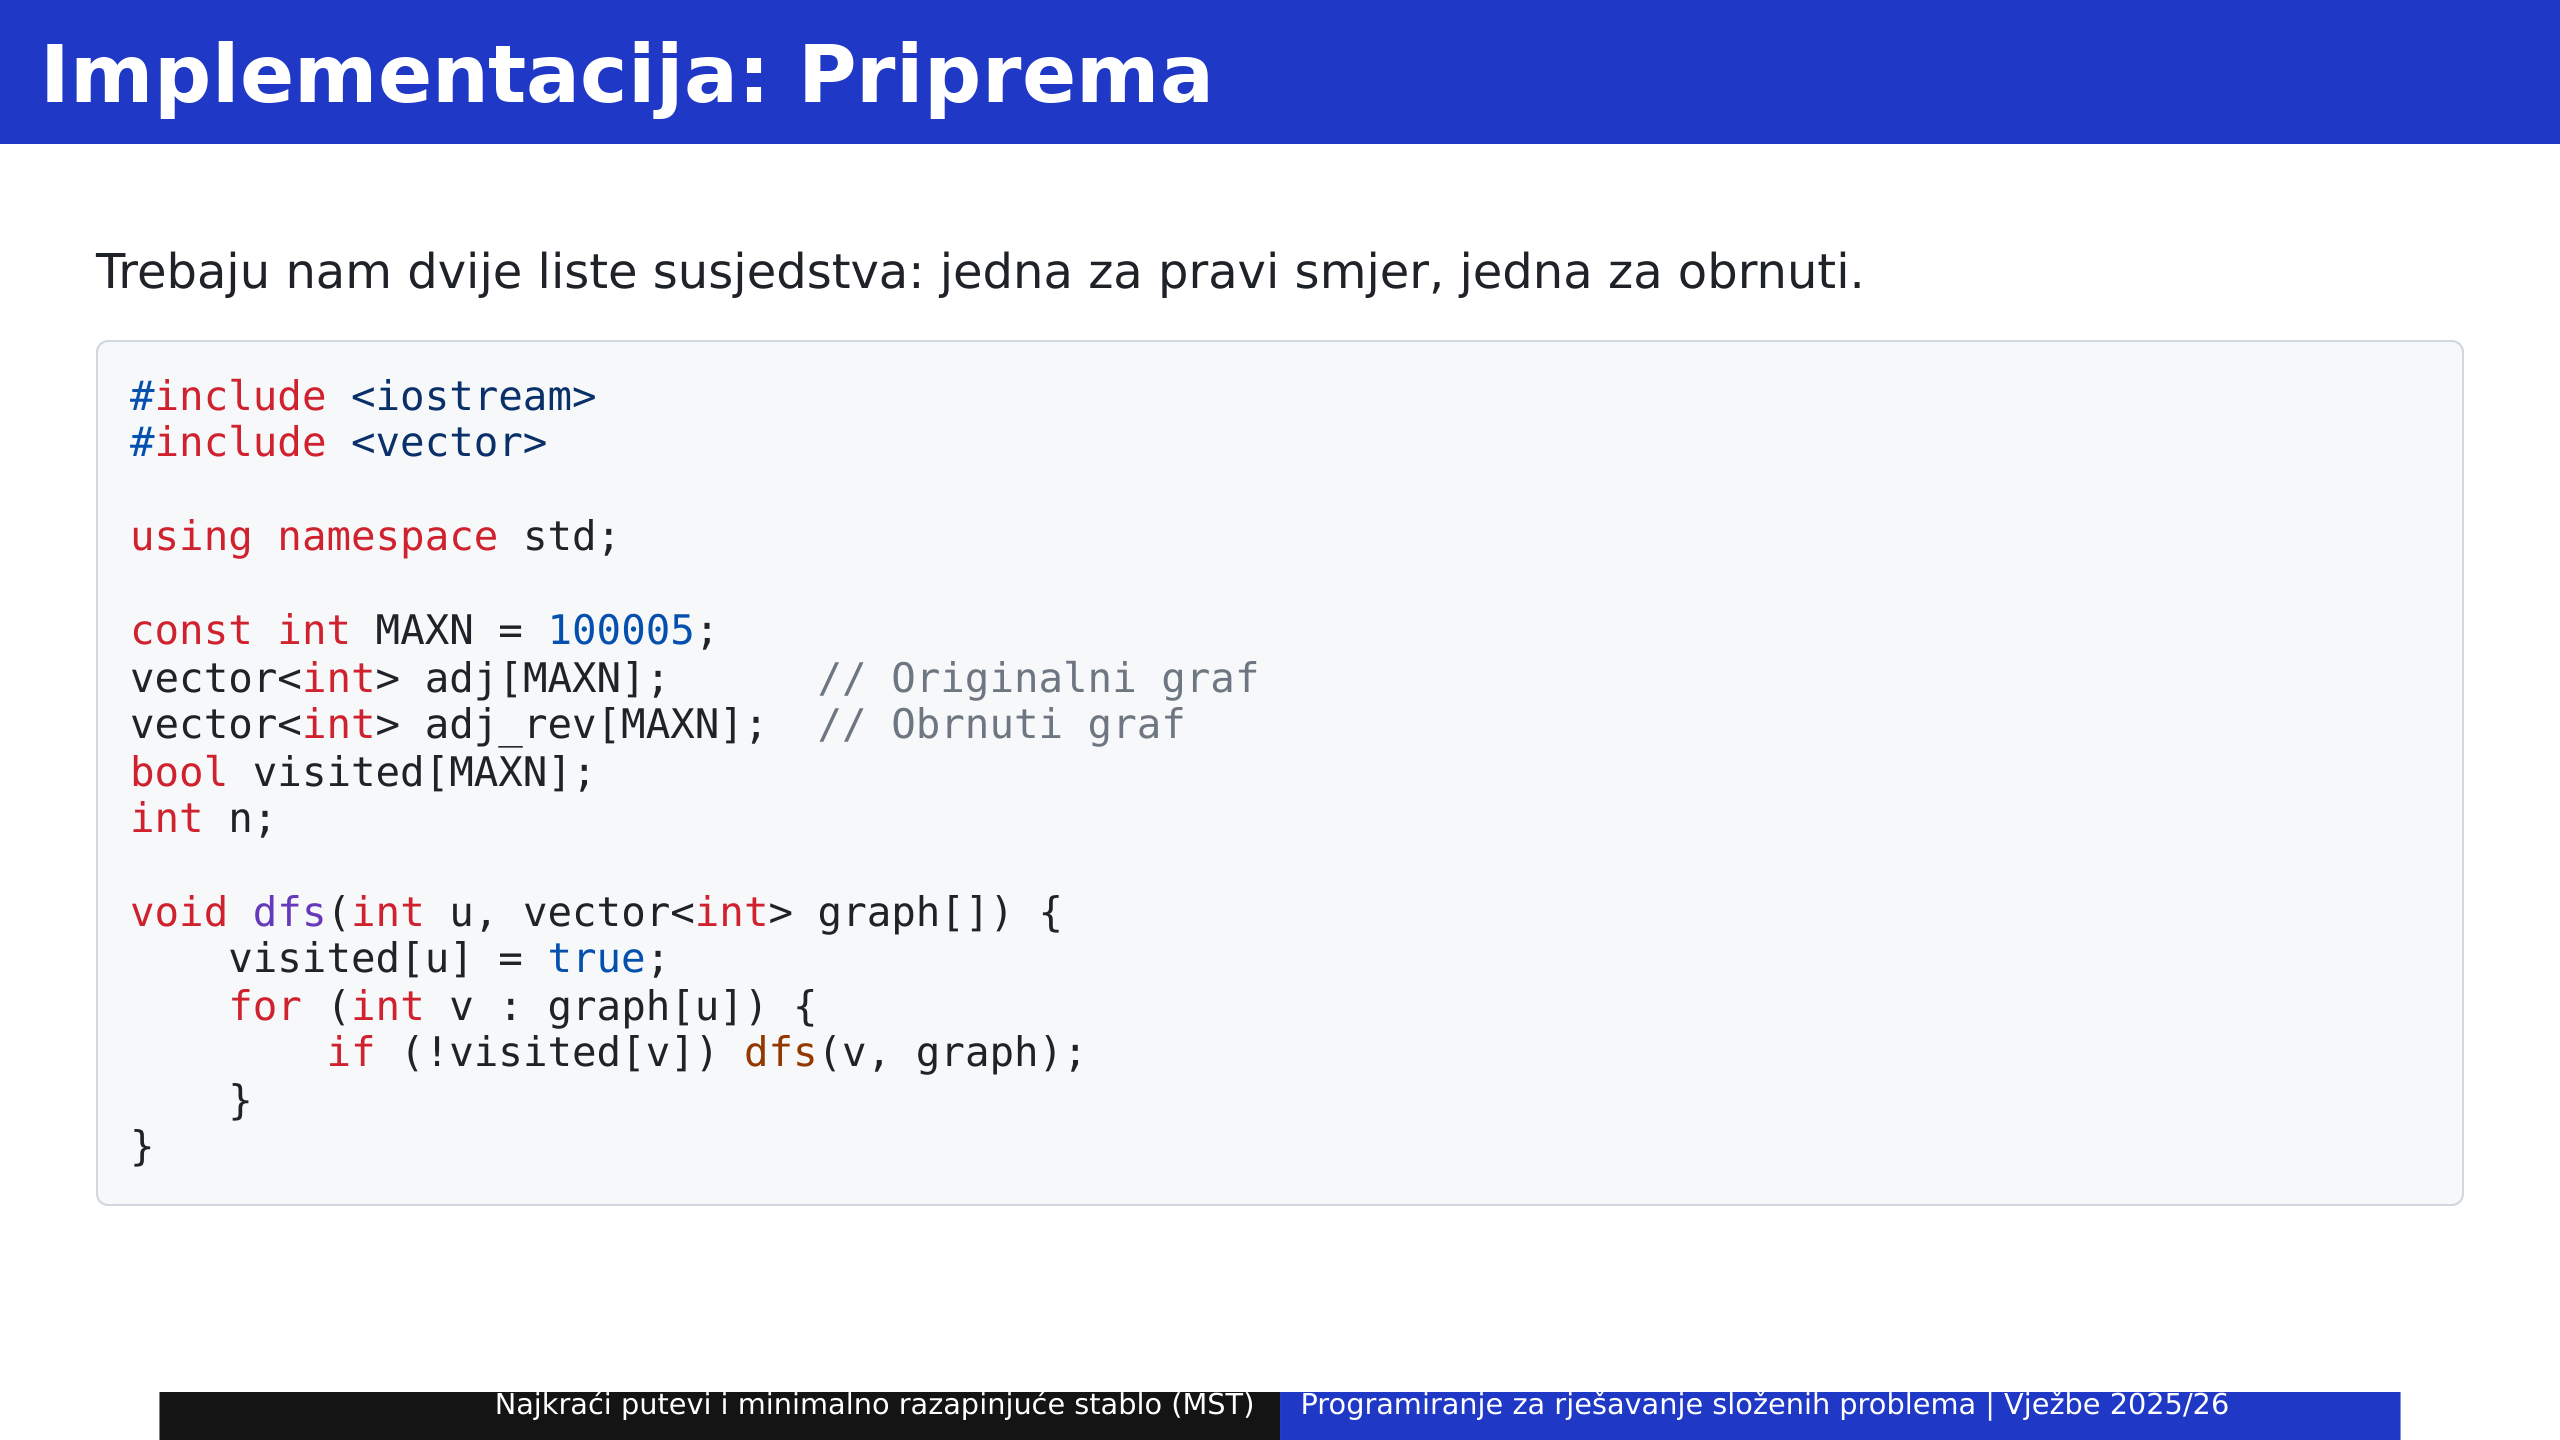 Implementacija: Priprema
Trebaju nam dvije liste susjedstva: jedna za pravi smjer, jedna za obrnuti.
#include <iostream>
#include <vector>
using namespace std;
const int MAXN = 100005;
vector<int> adj[MAXN];      // Originalni graf
vector<int> adj_rev[MAXN];  // Obrnuti graf
bool visited[MAXN];
int n;
void dfs(int u, vector<int> graph[]) {
    visited[u] = true;
    for (int v : graph[u]) {
        if (!visited[v]) dfs(v, graph);
    }
}
Najkraći putevi i minimalno razapinjuće stablo (MST)
Programiranje za rješavanje složenih problema | Vježbe 2025/26